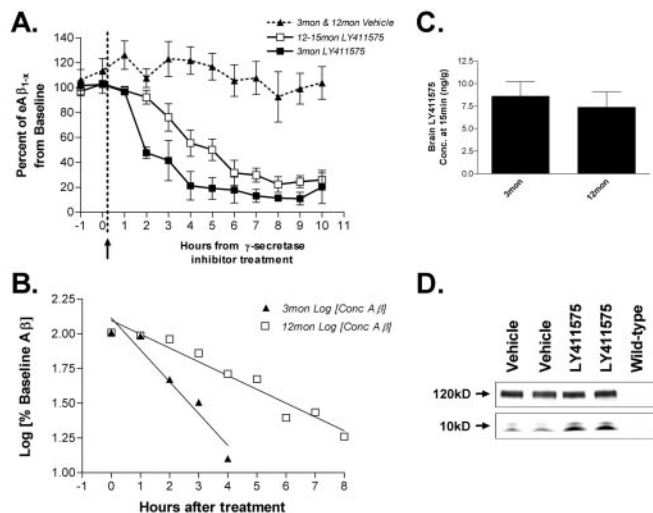 A.
3mon & 12mon Vehicle
12-15mon LY411575
3mon LY411575
Percent of eAβ1-x
from Baseline
140
120
100
80
60
40
20
0
-1 0 1 2 3 4 5 6 7 8 9 10 11
Hours from γ-secretase
inhibitor treatment
B.
3mon Log [Conc A β]
12mon Log [Conc A β]
Log [% Baseline A β]
2.25
2.00
1.75
1.50
1.25
1.00
-1 0 1 2 3 4 5 6 7 8
Hours after treatment
C.
Brain LY411575
Conc. at 15min (ng/g)
15.0
12.5
10.0
7.5
5.0
2.5
0.0
3mon
12mon
D.
Vehicle
Vehicle
LY411575
LY411575
Wild-type
120kD
10kD